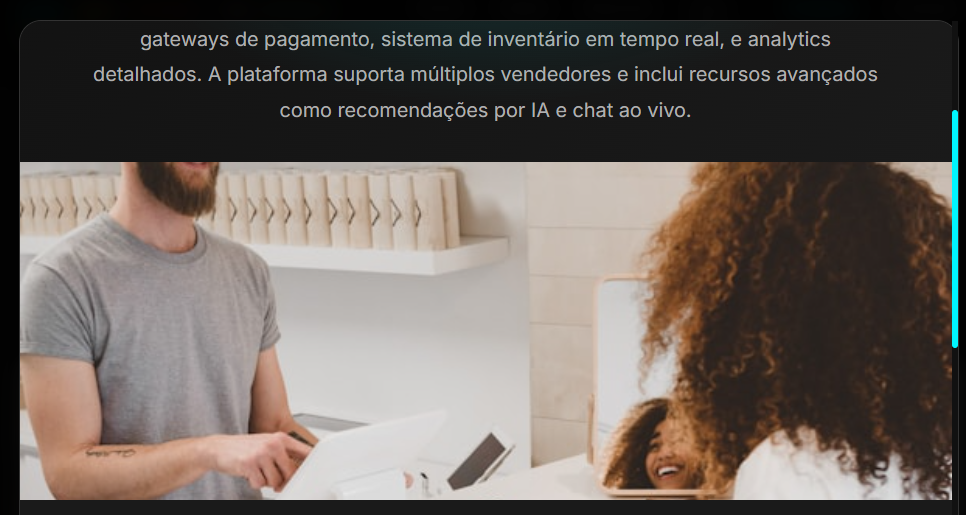 gateways de pagamento, sistema de inventário em tempo real, e analytics
detalhados. A plataforma suporta múltiplos vendedores e inclui recursos avançados
como recomendações por IA e chat ao vivo.